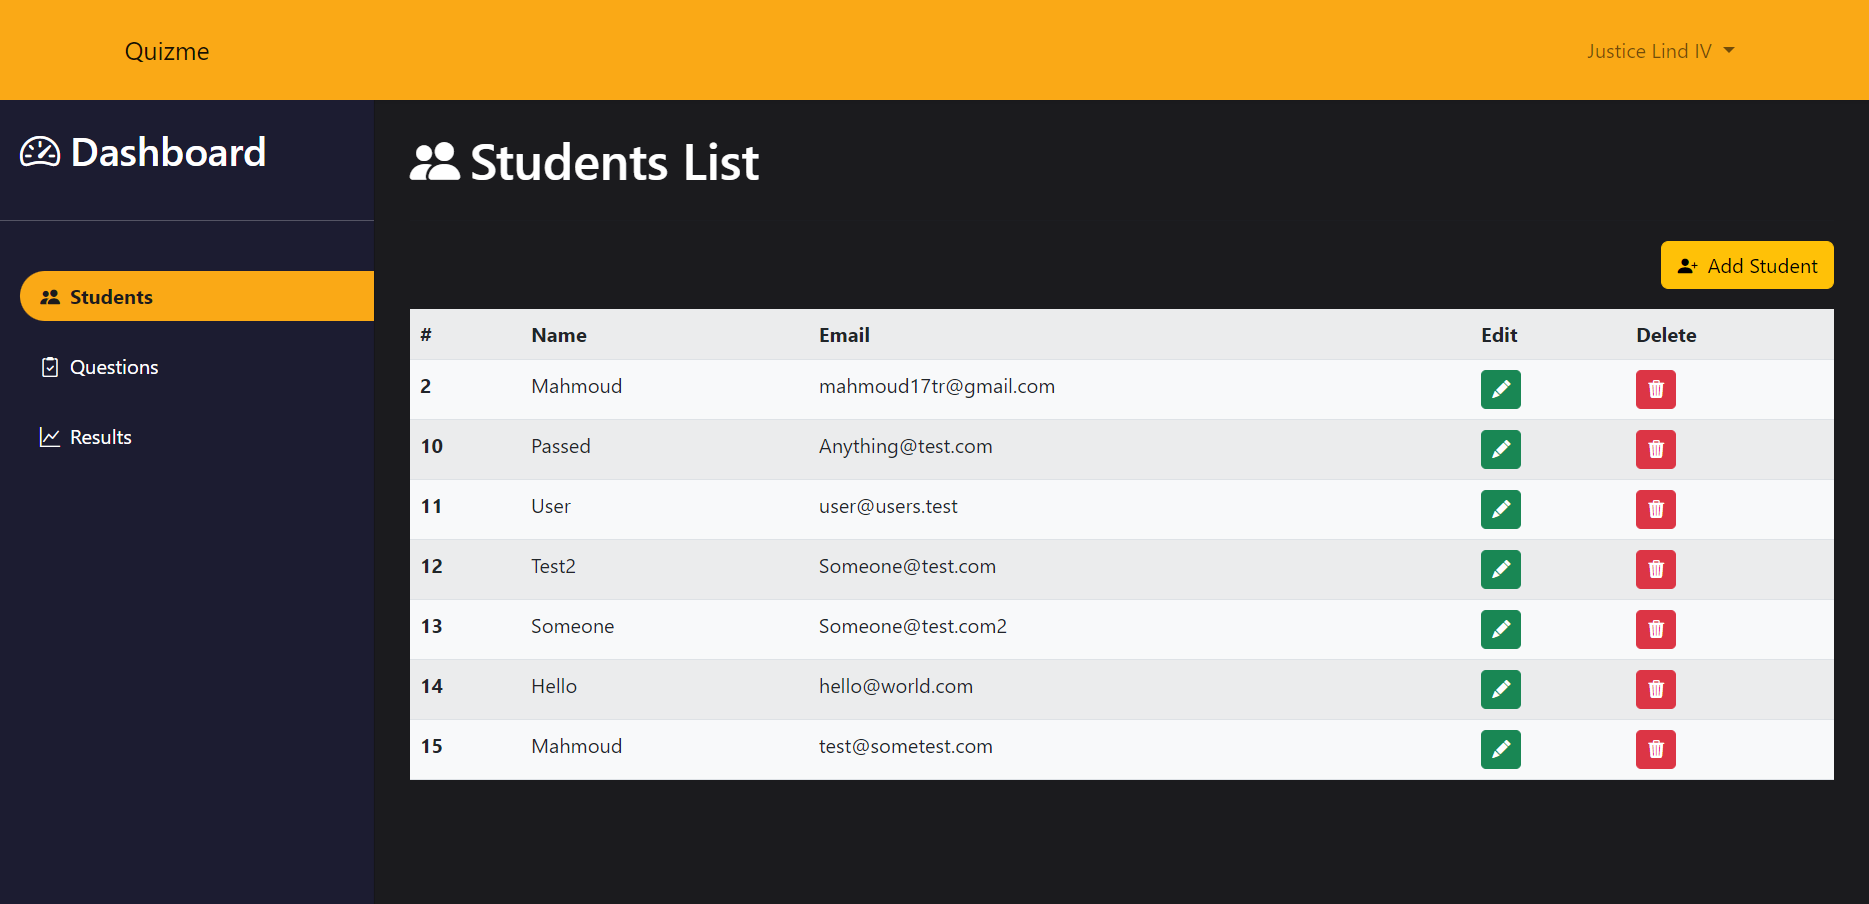 Quizme
Justice Lind IV
Dashboard
Students
Questions
Results
Students List
Add Student
# Name Email Edit Delete
2 Mahmoud mahmoud17tr@gmail.com
10 Passed Anything@test.com
11 User user@users.test
12 Test2 Someone@test.com
13 Someone Someone@test.com2
14 Hello hello@world.com
15 Mahmoud test@sometest.com